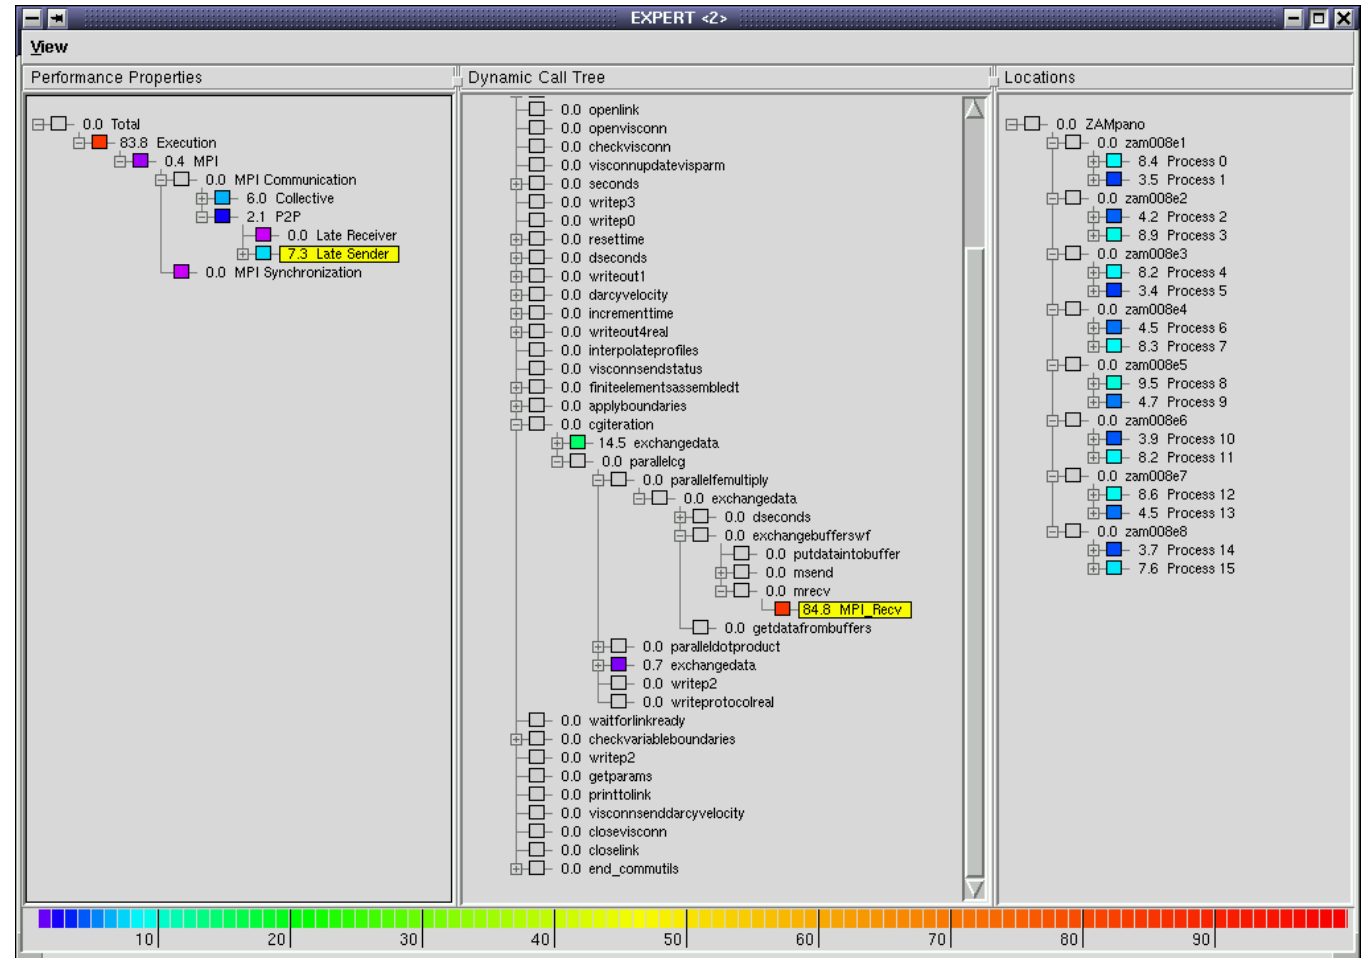 EXPERT <2>
View
Performance Properties
0.0 Total
83.8 Execution
0.4 MPI
0.0 MPI Communication
6.0 Collective
2.1 P2P
0.0 Late Receiver
7.3 Late Sender
0.0 MPI Synchronization
Dynamic Call Tree
0.0 openlink
0.0 openvisconn
0.0 checkvisconn
0.0 visconnupdatevisparm
0.0 seconds
0.0 writep3
0.0 writep0
0.0 resettime
0.0 dseconds
0.0 writeout1
0.0 darcyvelocity
0.0 incrementtime
0.0 writeout4real
0.0 interpolateprofiles
0.0 visconnsendstatus
0.0 finiteelementsassembledt
0.0 applyboundaries
0.0 cgiteration
14.5 exchangedata
0.0 parallelcg
0.0 parallelfemultiply
0.0 exchangedata
0.0 dseconds
0.0 exchangebufferswf
0.0 putdataintobuffer
0.0 msend
0.0 mrecv
84.8 MPI_Recv
0.0 getdatafrombuffers
0.0 paralleldotproduct
0.7 exchangedata
0.0 writep2
0.0 writeprotocolreal
0.0 waitforlinkready
0.0 checkvariableboundaries
0.0 writep2
0.0 getparams
0.0 printtolink
0.0 visconnsenddarcyvelocity
0.0 closevisconn
0.0 closelink
0.0 end_commutils
Locations
0.0 ZAMpano
0.0 zam008e1
8.4 Process 0
3.5 Process 1
0.0 zam008e2
4.2 Process 2
8.9 Process 3
0.0 zam008e3
8.2 Process 4
3.4 Process 5
0.0 zam008e4
4.5 Process 6
8.3 Process 7
0.0 zam008e5
9.5 Process 8
4.7 Process 9
0.0 zam008e6
3.9 Process 10
8.2 Process 11
0.0 zam008e7
8.6 Process 12
4.5 Process 13
0.0 zam008e8
3.7 Process 14
7.6 Process 15
10 20 30 40 50 60 70 80 90